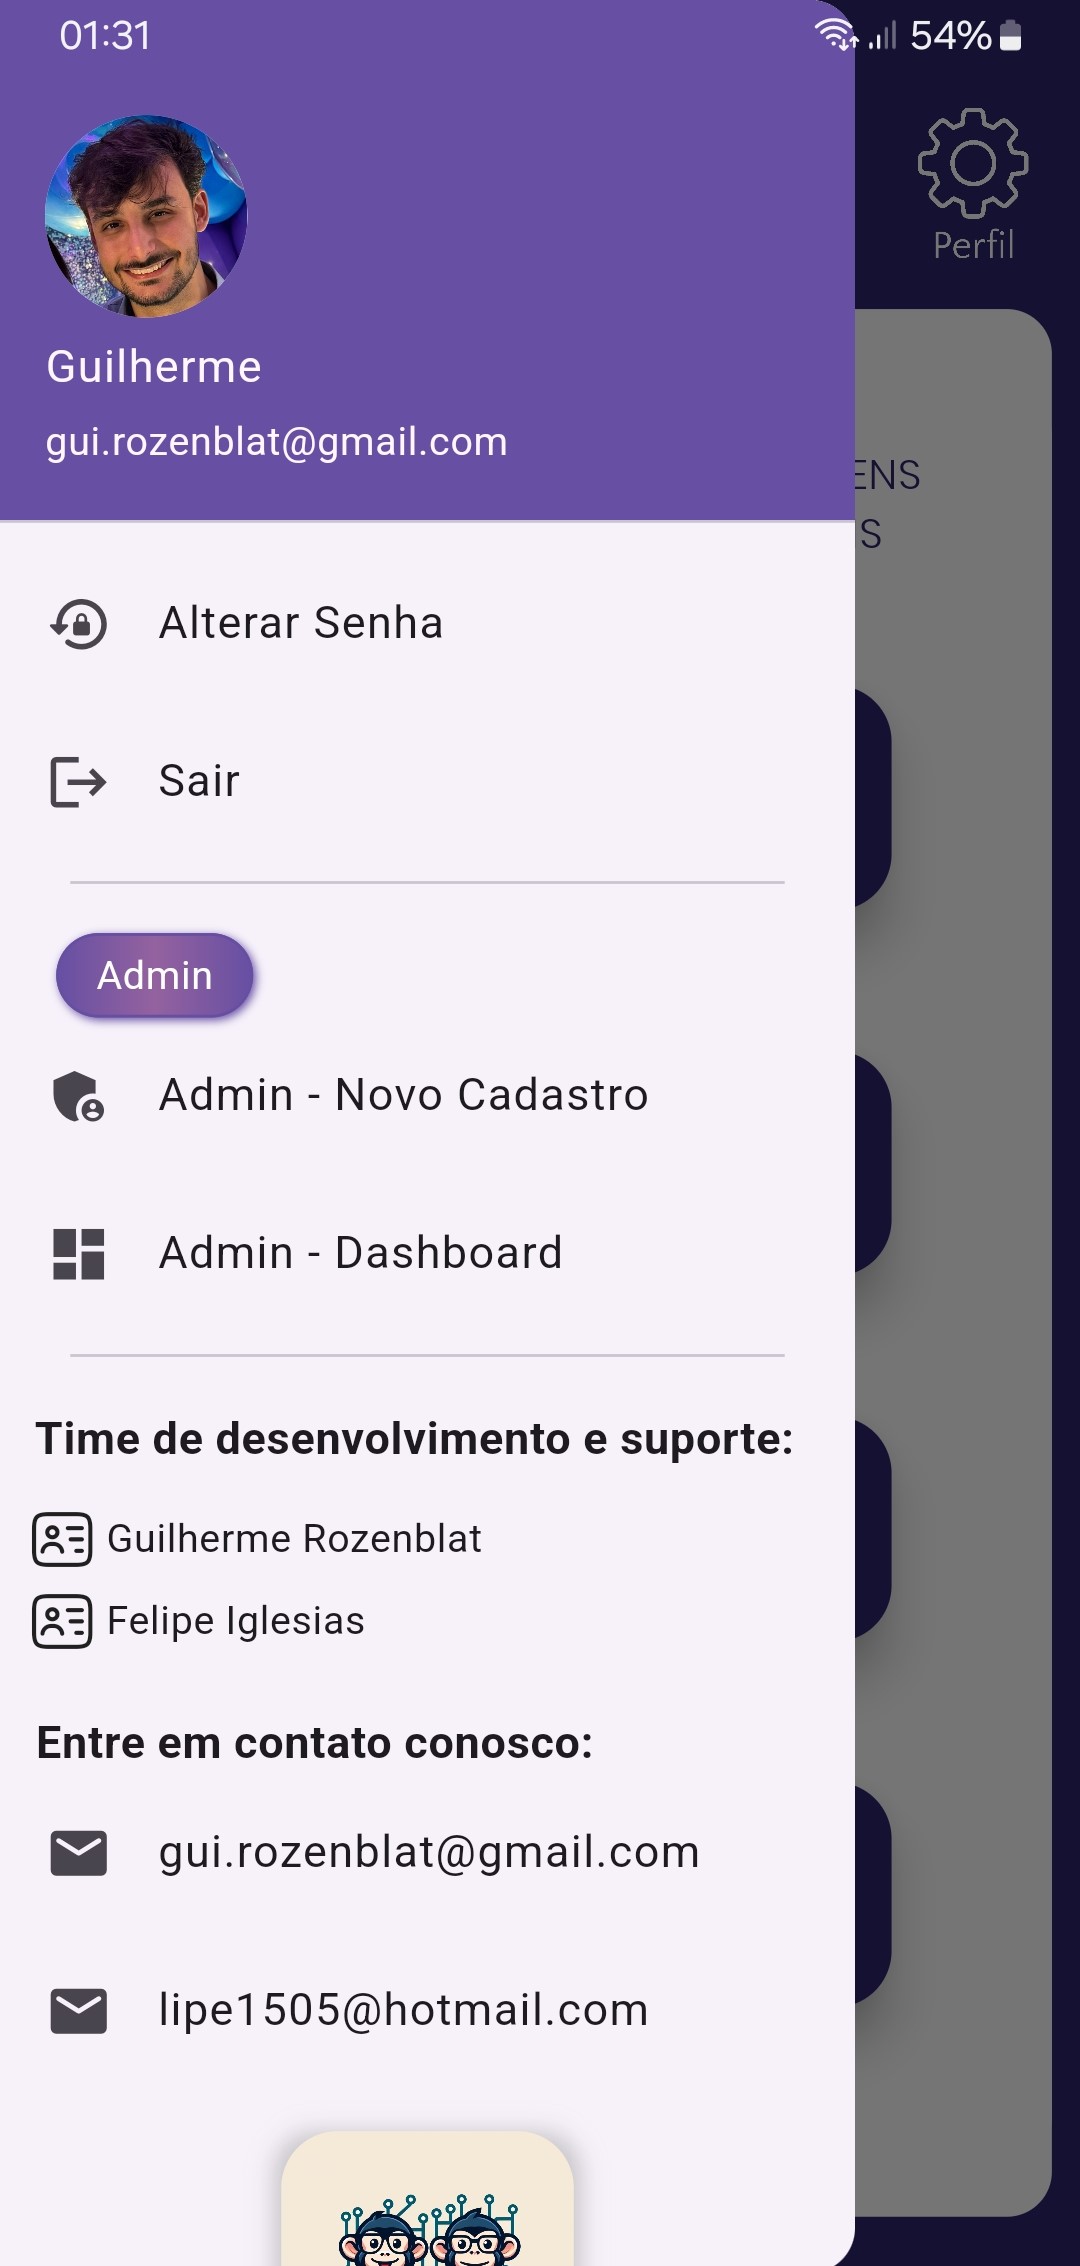 01:31
54%
Perfil
Guilherme
gui.rozenblat@gmail.com
ENS
S
Alterar Senha
Sair
Admin
Admin - Novo Cadastro
Admin - Dashboard
Time de desenvolvimento e suporte:
Guilherme Rozenblat
Felipe Iglesias
Entre em contato conosco:
gui.rozenblat@gmail.com
lipe1505@hotmail.com